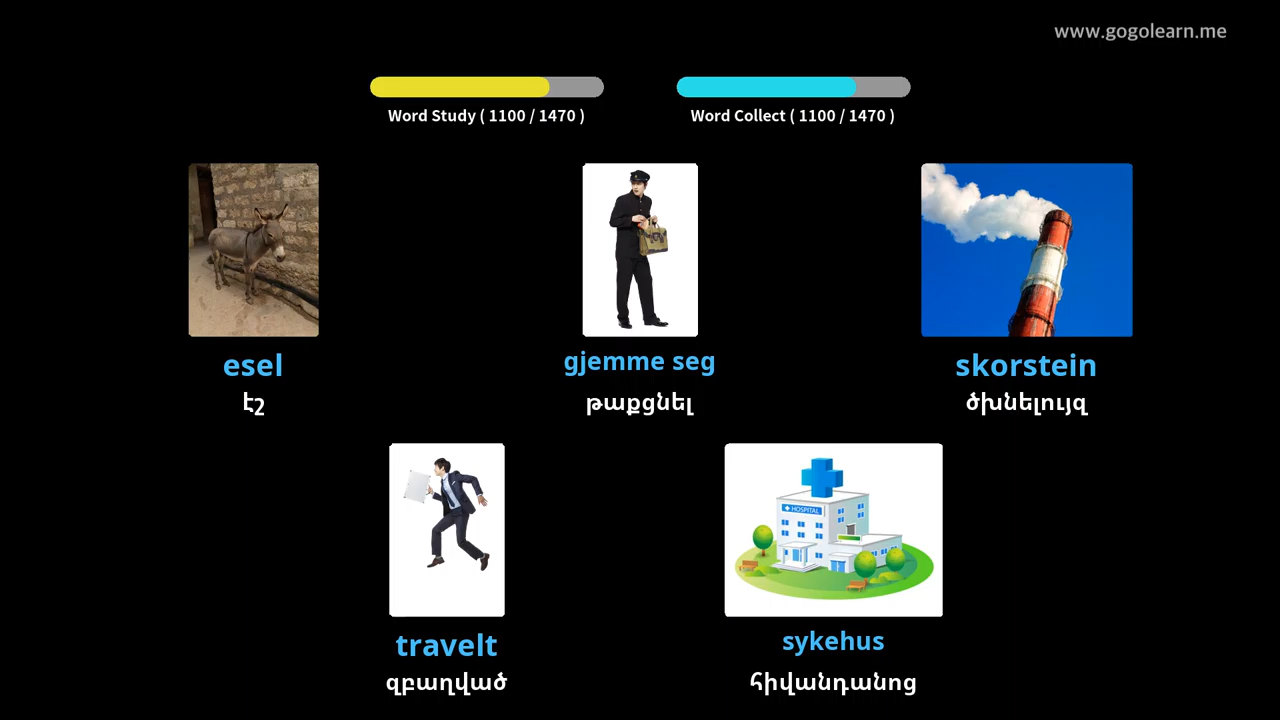 www.gogolearn.me
Word Study ( 1100 / 1470 )
Word Collect ( 1100 / 1470 )
esel
էշ
gjemme seg
թաքցնել
skorstein
ծխնելույզ
HOSPITAL
travelt
զբաղված
sykehus
հիվանդանոց